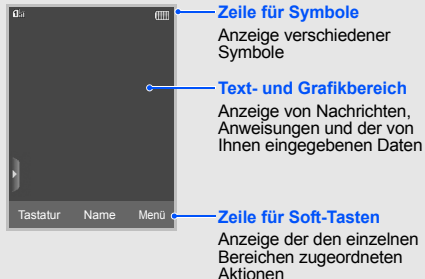 Zeile für Symbole
Anzeige verschiedener
Symbole
Text- und Grafikbereich
Anzeige von Nachrichten,
Anweisungen und der von
Ihnen eingegebenen Daten
Tastatur Name Menü
Zeile für Soft-Tasten
Anzeige der den einzelnen
Bereichen zugeordneten
Aktionen